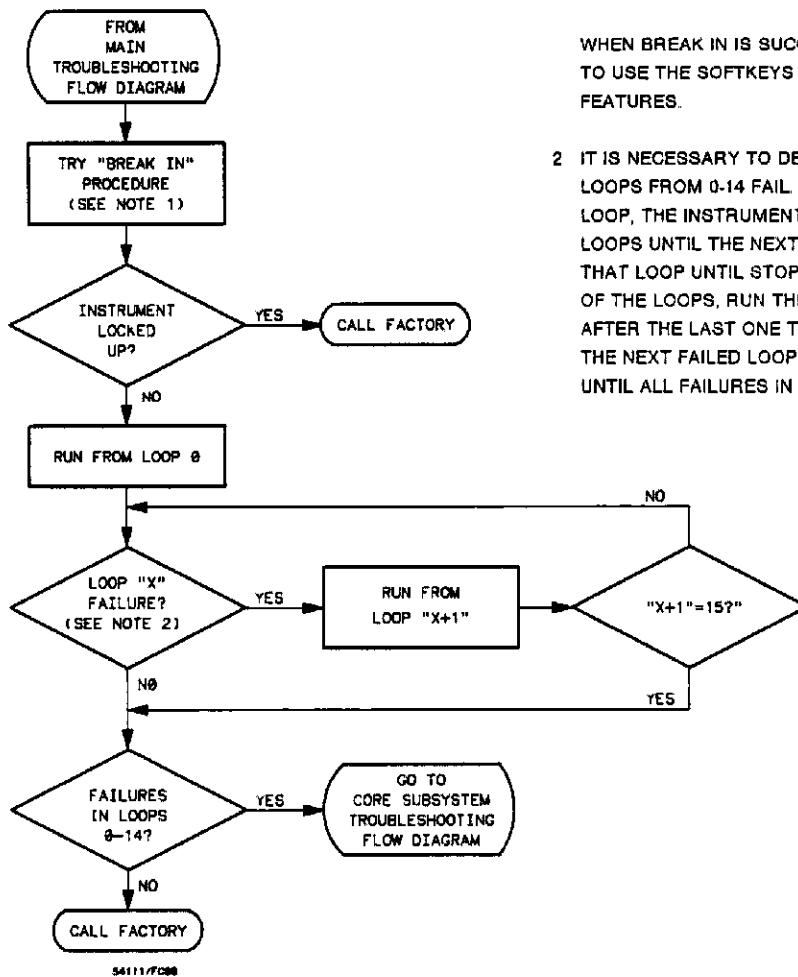 FROM
MAIN
TROUBLESHOOTING
FLOW DIAGRAM
TRY "BREAK IN"
PROCEDURE
(SEE NOTE 1)
INSTRUMENT
LOCKED
UP?
YES
CALL FACTORY
NO
RUN FROM LOOP 0
NO
LOOP "X"
FAILURE?
(SEE NOTE 2)
YES
RUN FROM
LOOP "X+1"
"X+1"=15?"
NO
YES
FAILURES
IN LOOPS
0-14?
YES
GO TO
CORE SUBSYSTEM
TROUBLESHOOTING
FLOW DIAGRAM
NO
CALL FACTORY
WHEN BREAK IN IS
TO USE THE SOFTKEYS
FEATURES.
2 IT IS NECESSARY TO
LOOPS FROM 0-14 FAIL.
LOOP, THE INSTRUMENT
LOOPS UNTIL THE NEXT
THAT LOOP UNTIL
OF THE LOOPS, RUN
AFTER THE LAST ONE
THE NEXT FAILED LOOP
UNTIL ALL FAILURES IN